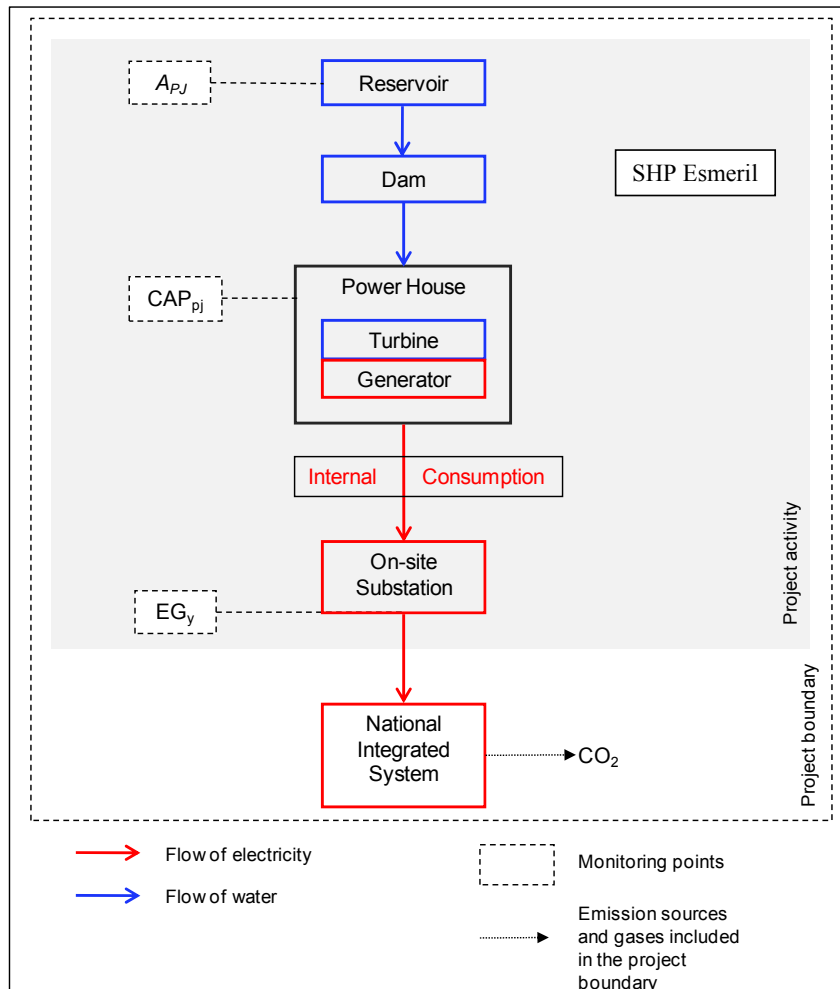 A_PJ
Reservoir
Dam
SHP Esmeril
CAP_pj
Power House
Turbine
Generator
Internal Consumption
On-site
Substation
EG_y
Project activity
National
Integrated
System
CO₂
Project boundary
Flow of electricity
Flow of water
Monitoring points
Emission sources
and gases included
in the project
boundary